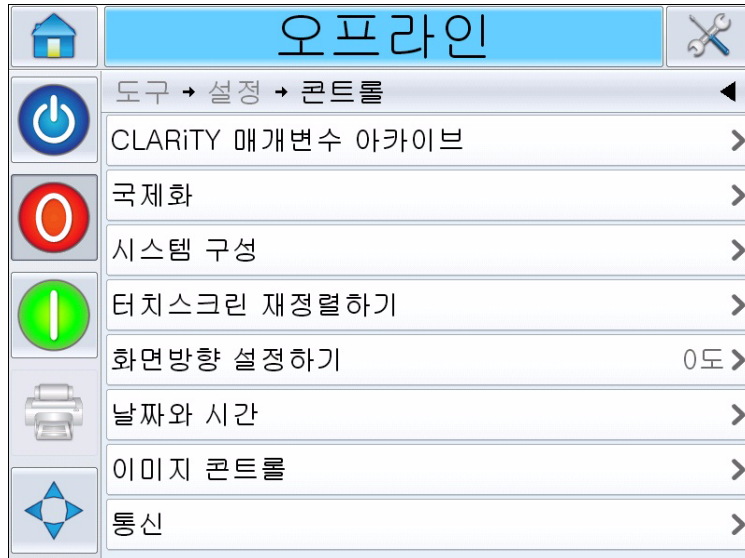 오프라인
도구 → 설정 → 콘트롤
CLARiTY 매개변수 아카이브
국제화
시스템 구성
터치스크린 재정렬하기
화면방향 설정하기 0도
날짜와 시간
이미지 콘트롤
통신